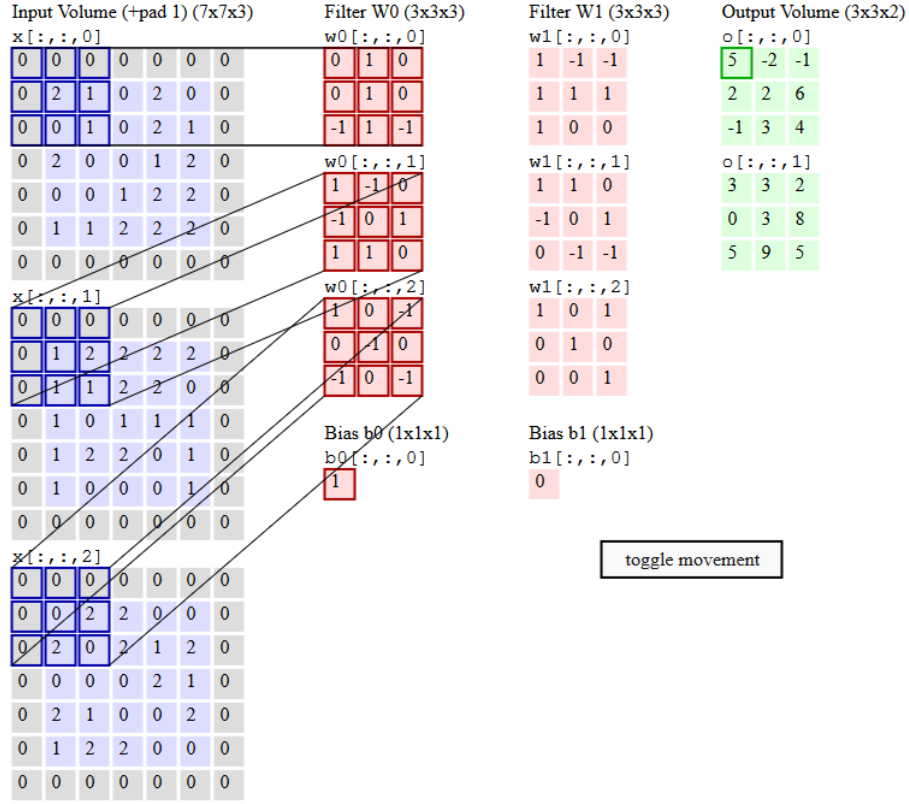 Input Volume (+pad 1) (7x7x3) Filter W0 (3x3x3) Filter W1 (3x3x3) Output Volume (3x3x2)
x[:,:,0] w0[:,:,0] w1[:,:,0] o[:,:,0]
0 0 0 0 0 0 0 0 1 0 1 -1 -1 5 -2 -1
0 2 1 0 2 0 0 0 1 0 1 1 1 2 2 6
0 0 1 0 2 1 0 -1 1 -1 1 0 0 -1 3 4
0 2 0 0 1 2 0 w0[:,:,1] w1[:,:,1] o[:,:,1]
0 0 0 1 2 2 0 1 -1 0 1 1 0 3 3 2
0 1 1 2 2 2 0 -1 0 1 -1 0 1 0 3 8
0 0 0 0 0 0 0 1 1 0 0 -1 -1 5 9 5
x[:,:,1] w0[:,:,2] w1[:,:,2]
0 0 0 0 0 0 0 1 0 -1 1 0 1
0 1 2 2 2 2 0 0 -1 0 0 1 0
0 1 1 2 2 0 0 -1 0 -1 0 0 1
0 1 0 1 1 1 0 Bias b0 (1x1x1) Bias b1 (1x1x1)
0 1 2 2 0 1 0 b0[:,:,0] b1[:,:,0]
0 1 0 0 0 1 0 1 0
0 0 0 0 0 0 0
x[:,:,2] toggle movement
0 0 0 0 0 0 0
0 0 2 2 0 0 0
0 2 0 2 1 2 0
0 0 0 0 2 1 0
0 2 1 0 0 2 0
0 1 2 2 0 0 0
0 0 0 0 0 0 0